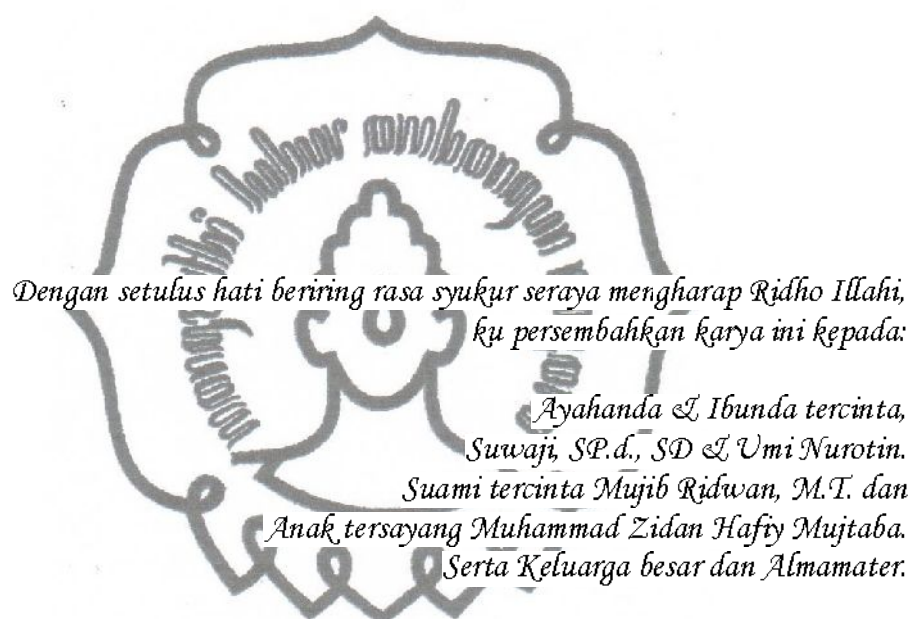 Dengan setulus hati beriring rasa syukur seraya mengharap Ridho Illahi,
ku persembahkan karya ini kepada:
Ayahanda & Ibunda tercinta,
Suwaji, SP.d., SD & Umi Nurotin.
Suami tercinta Mujib Ridwan, M.T. dan
Anak tersayang Muhammad Zidan Hafiy Mujtaba.
Serta Keluarga besar dan Almamater.